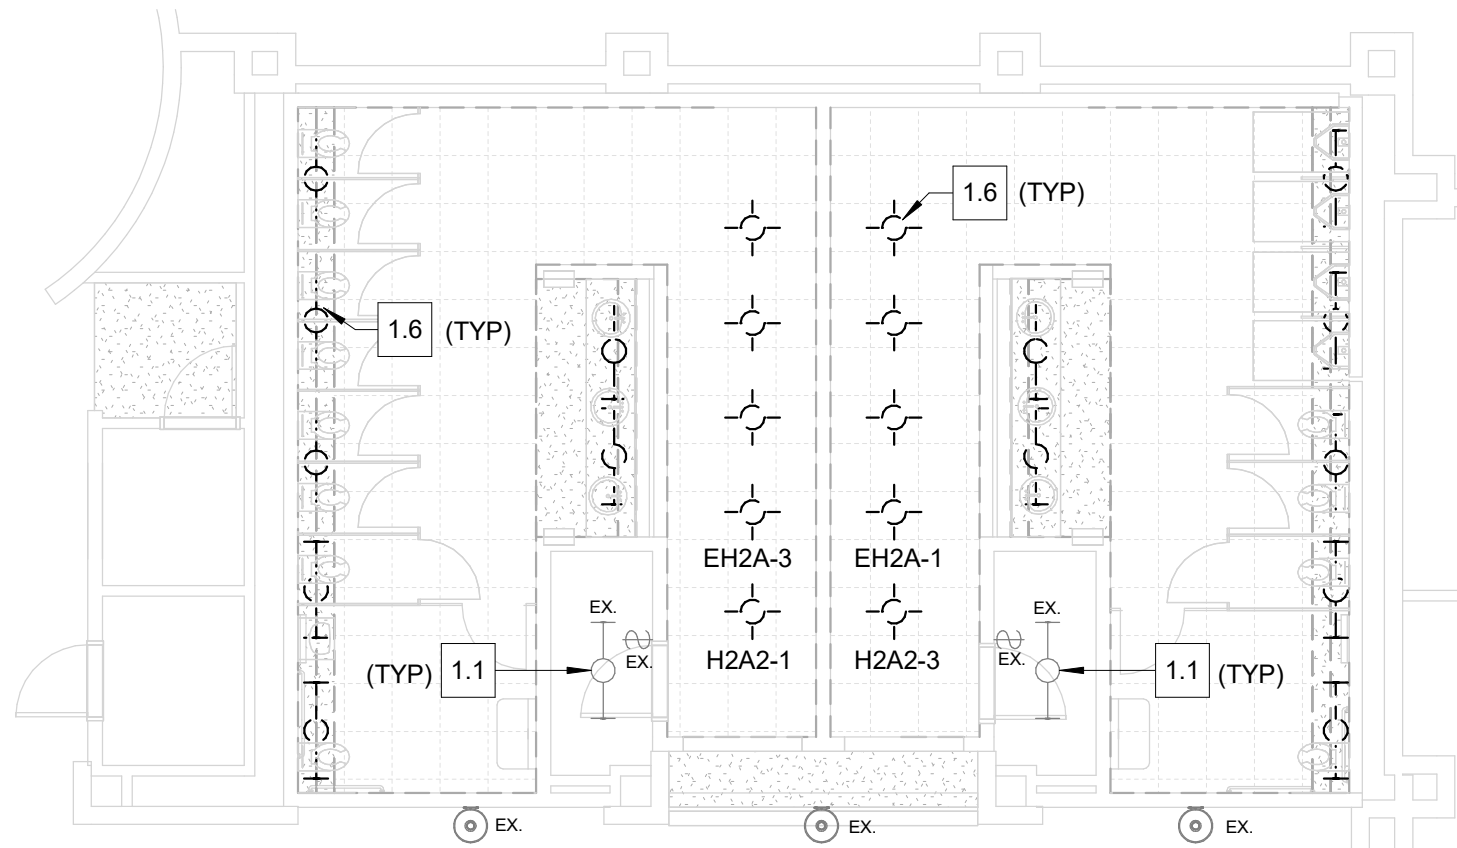 1.6 (TYP)
1.6 (TYP)
EH2A-3 EH2A-1
EX. EX.
H2A2-1 H2A2-3
EX. EX.
(TYP) 1.1 1.1 (TYP)
EX. EX. EX.